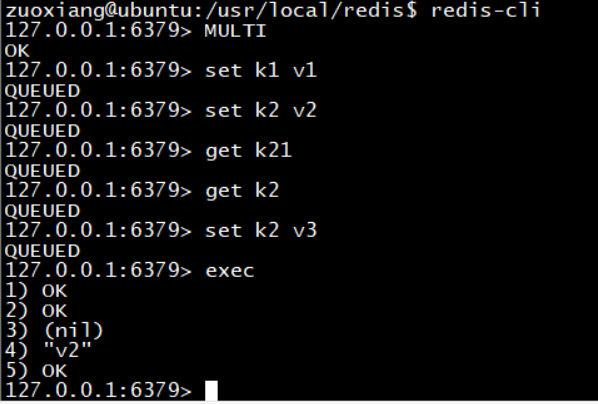 zuoxiang@ubuntu:/usr/local/redis$ redis-cli
127.0.0.1:6379> MULTI
OK
127.0.0.1:6379> set k1 v1
QUEUED
127.0.0.1:6379> set k2 v2
QUEUED
127.0.0.1:6379> get k21
QUEUED
127.0.0.1:6379> get k2
QUEUED
127.0.0.1:6379> set k2 v3
QUEUED
127.0.0.1:6379> exec
1) OK
2) OK
3) (nil)
4) "v2"
5) OK
127.0.0.1:6379>